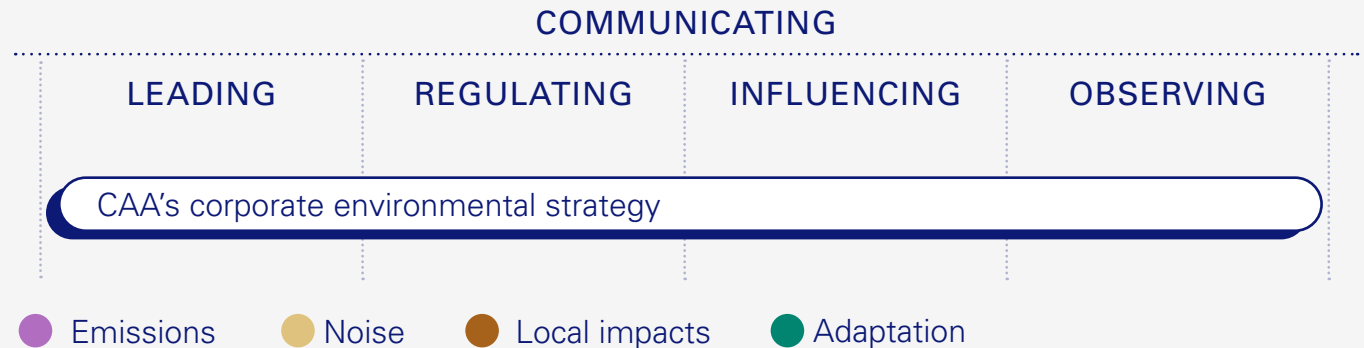 COMMUNICATING
LEADING REGULATING INFLUENCING OBSERVING
CAA's corporate environmental strategy
Emissions Noise Local impacts Adaptation